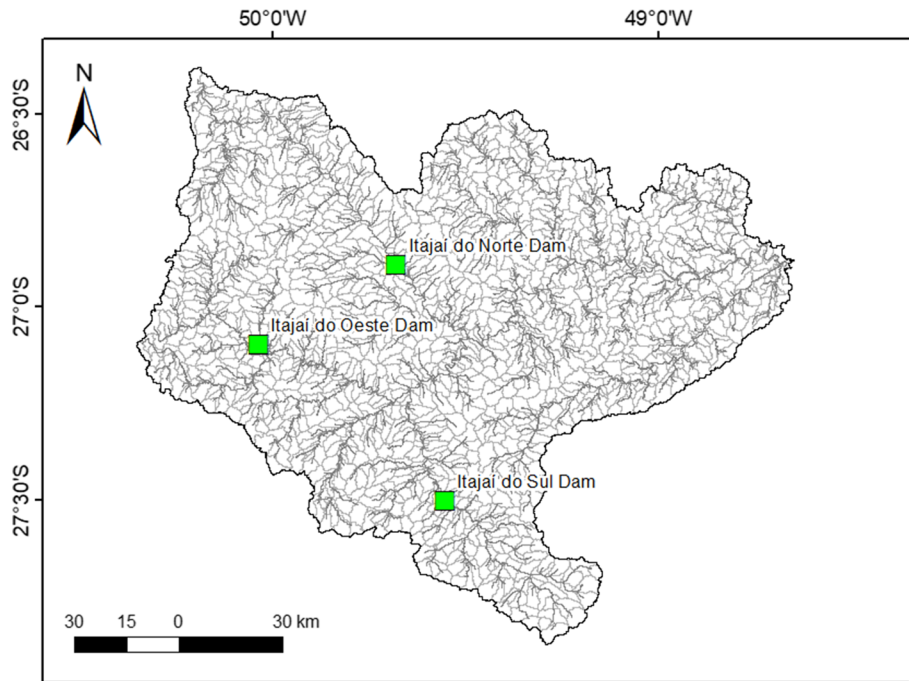 50°0'W
49°0'W
N
26°30'S
Itajaí do Norte Dam
27°0'S
Itajaí do Oeste Dam
Itajaí do Sul Dam
27°30'S
30 15 0 30 km